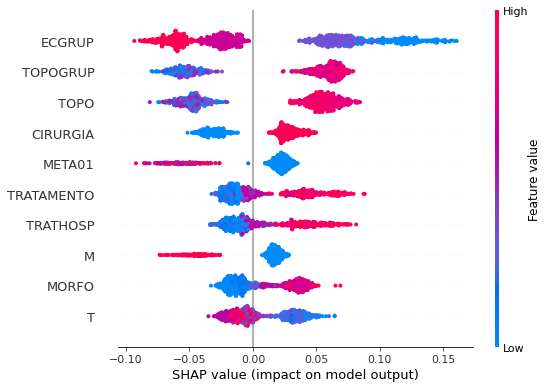 High
ECGRUP
TOPOGRUP
TOPO
CIRURGIA
META01
TRATAMENTO
TRATHOSP
M
MORFO
T
Feature value
Low
−0.10 −0.05 0.00 0.05 0.10 0.15
SHAP value (impact on model output)